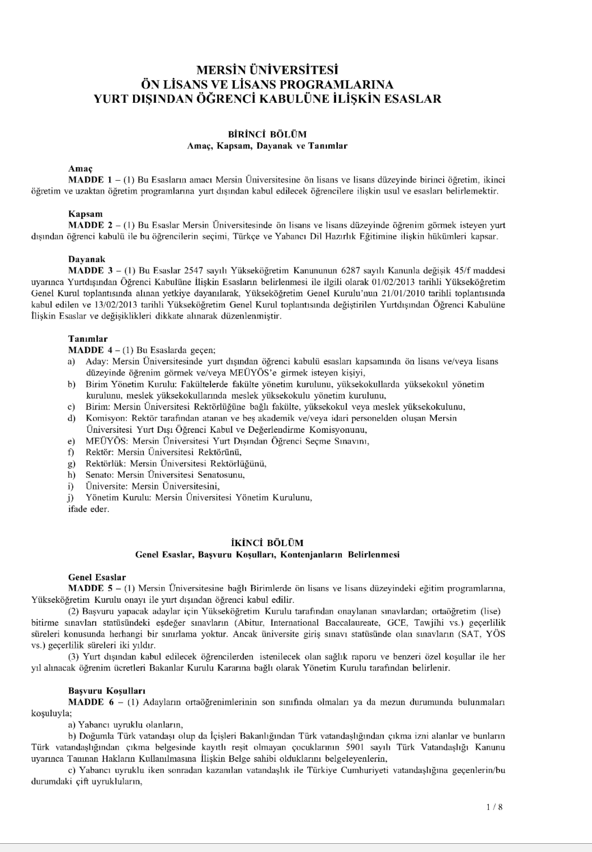 MERSİN ÜNİVERSİTESİ
ÖN LİSANS VE LİSANS PROGRAMLARINA
YURT DIŞINDAN ÖĞRENCİ KABULÜNE İLİŞKİN ESASLAR
BİRİNCİ BÖLÜM
Amaç, Kapsam, Dayanak ve Tanımlar
Amaç
MADDE 1 – (1) Bu Esasların amacı Mersin Üniversitesine ön lisans ve lisans düzeyinde birinci öğretim, ikinci
öğretim ve uzaktan öğretim programlarına yurt dışından kabul edilecek öğrencilere ilişkin usul ve esasları belirlemektir.
Kapsam
MADDE 2 – (1) Bu Esaslar Mersin Üniversitesinde ön lisans ve lisans düzeyinde öğrenim görmek isteyen yurt
dışından öğrenci kabulü ile bu öğrencilerin seçimi, Türkçe ve Yabancı Dil Hazırlık Eğitimine ilişkin hükümleri kapsar.
Dayanak
MADDE 3 – (1) Bu Esaslar 2547 sayılı Yükseköğretim Kanununun 6287 sayılı Kanunla değişik 45/f maddesi
uyarınca Yurtdışından Öğrenci Kabulüne İlişkin Esasların belirlenmesi ile ilgili olarak 01/02/2013 tarihli Yükseköğretim
Genel Kurul toplantısında alınan yetkiye dayanılarak, Yükseköğretim Genel Kurulu'nun 21/01/2010 tarihli toplantısında
kabul edilen ve 13/02/2013 tarihli Yükseköğretim Genel Kurul toplantısında değiştirilen Yurtdışından Öğrenci Kabulüne
İlişkin Esaslar ve değişiklikleri dikkate alınarak düzenlenmiştir.
Tanımlar
MADDE 4 – (1) Bu Esaslarda geçen;
a) Aday: Mersin Üniversitesinde yurt dışından öğrenci kabulü esasları kapsamında ön lisans ve/veya lisans
düzeyinde öğrenim görmek ve/veya MEÜYÖS'e girmek isteyen kişiyi,
b) Birim Yönetim Kurulu: Fakültelerde fakülte yönetim kurulunu, yüksekokullarda yüksekokul yönetim
kurulunu, meslek yüksekokullarında meslek yüksekokulu yönetim kurulunu,
c) Birim: Mersin Üniversitesi Rektörlüğüne bağlı fakülte, yüksekokul veya meslek yüksekokulunu,
d) Komisyon: Rektör tarafından atanan ve beş akademik ve/veya idari personelden oluşan Mersin
Üniversitesi Yurt Dışı Öğrenci Kabul ve Değerlendirme Komisyonunu,
e) MEÜYÖS: Mersin Üniversitesi Yurt Dışından Öğrenci Seçme Sınavını,
f) Rektör: Mersin Üniversitesi Rektörünü,
g) Rektörlük: Mersin Üniversitesi Rektörlüğünü,
h) Senato: Mersin Üniversitesi Senatosunu,
i) Üniversite: Mersin Üniversitesini,
j) Yönetim Kurulu: Mersin Üniversitesi Yönetim Kurulunu,
ifade eder.
İKİNCİ BÖLÜM
Genel Esaslar, Başvuru Koşulları, Kontenjanların Belirlenmesi
Genel Esaslar
MADDE 5 – (1) Mersin Üniversitesine bağlı Birimlerde ön lisans ve lisans düzeyindeki eğitim programlarına,
Yükseköğretim Kurulu onayı ile yurt dışından öğrenci kabul edilir.
(2) Başvuru yapacak adaylar için Yükseköğretim Kurulu tarafından onaylanan sınavlardan; ortaöğretim (lise)
bitirme sınavları statüsündeki eşdeğer sınavların (Abitur, International Baccalaureate, GCE, Tawjihi vs.) geçerlilik
süreleri konusunda herhangi bir sınırlama yoktur. Ancak üniversite giriş sınavı statüsünde olan sınavların (SAT, YÖS
vs.) geçerlilik süreleri iki yıldır.
(3) Yurt dışından kabul edilecek öğrencilerden istenilecek olan sağlık raporu ve benzeri özel koşullar ile her
yıl alınacak öğrenim ücretleri Bakanlar Kurulu Kararına bağlı olarak Yönetim Kurulu tarafından belirlenir.
Başvuru Koşulları
MADDE 6 – (1) Adayların ortaöğretimlerinin son sınıfında olmaları ya da mezun durumunda bulunmaları
koşuluyla;
a) Yabancı uyruklu olanların,
b) Doğumla Türk vatandaşı olup da İçişleri Bakanlığından Türk vatandaşlığından çıkma izni alanlar ve bunların
Türk vatandaşlığından çıkma belgesinde kayıtlı reşit olmayan çocuklarının 5901 sayılı Türk Vatandaşlığı Kanunu
uyarınca Tanınan Hakların Kullanılmasına İlişkin Belge sahibi olduklarını belgeleyenlerin,
c) Yabancı uyruklu iken sonradan kazanılan vatandaşlık ile Türkiye Cumhuriyeti vatandaşlığına geçenlerin/bu
durumdaki çift uyrukluların,
1 / 8